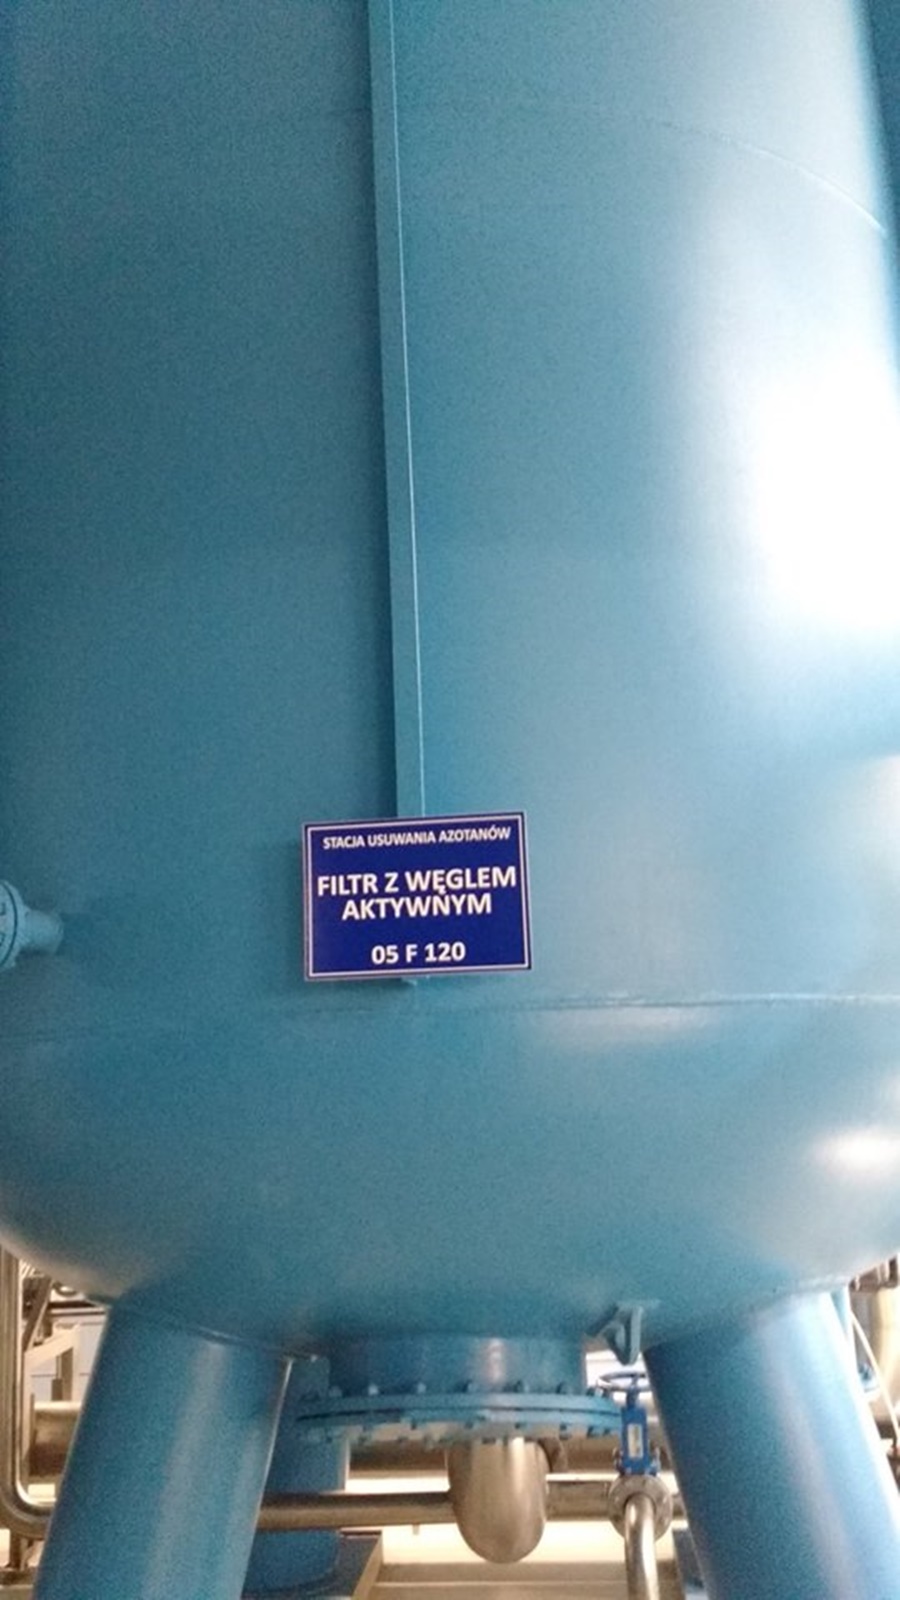 STACJA USUWANIA AZOTANÓW
FILTR Z WĘGLEM
AKTYWNYM
05 F 120